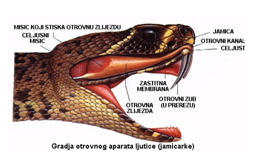 MISIC KOJI STISKA OTROVNU ZLIJEZDU
CELJUSNI
MISIC
JAMICA
OTROVNI KANAL
CELJUST
ZASTITNA
MEMBRANA
OTROVNI ZUB
(U PREREZU)
OTROVNA
ZLIJEZDA
Gradja otrovnog aparata ljutice (jamicarke)